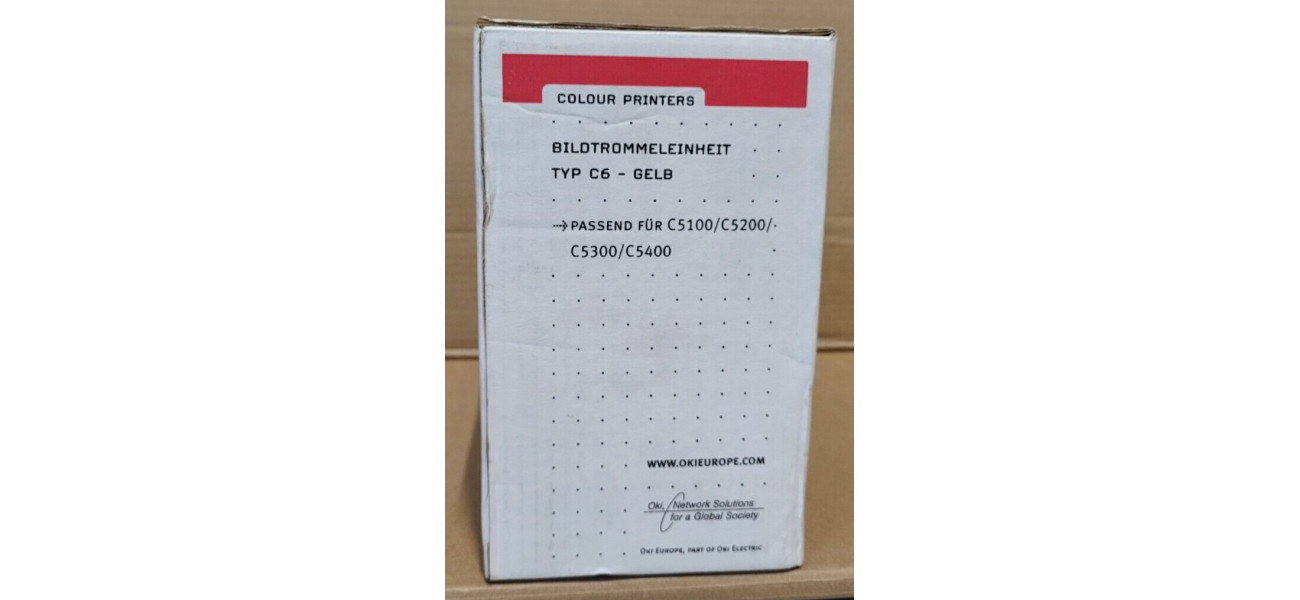 COLOUR PRINTERS
BILDTROMMELEINHEIT
TYP C6 - GELB
PASSEND FÜR C5100/C5200/
C5300/C5400
WWW.OKIEUROPE.COM
Oki, Network Solutions
for a Global Society
OKI EUROPE, PART OF OKI ELECTRIC